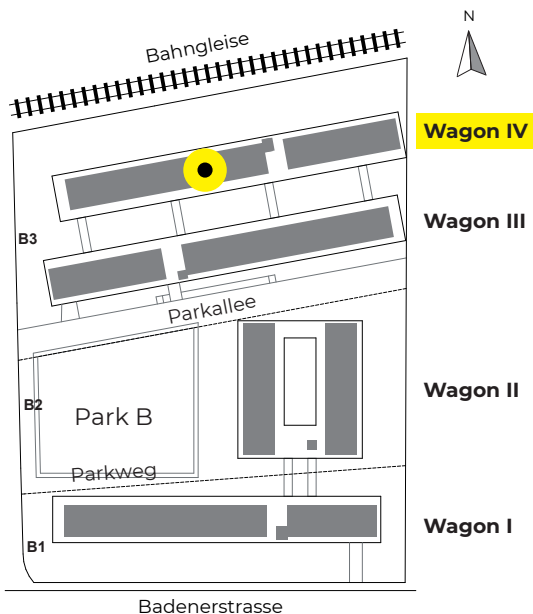 N
Bahngleise
Wagon IV
B3
Wagon III
Parkallee
B2
Park B
Wagon II
Parkweg
B1
Wagon I
Badenerstrasse